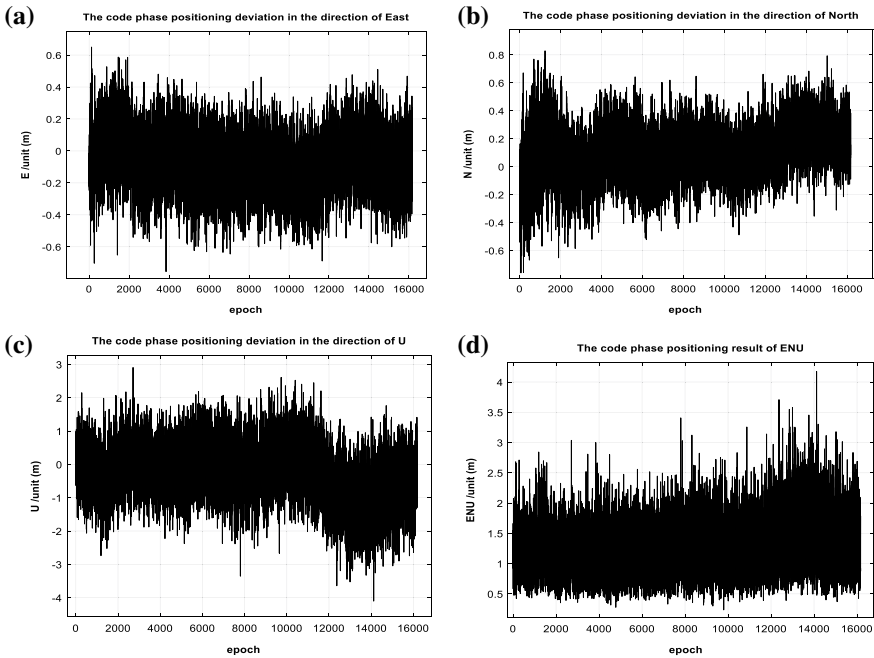 (a)
The code phase positioning deviation in the direction of East
0.6
0.4
0.2
0
-0.2
-0.4
-0.6
E /unit (m)
0 2000 4000 6000 8000 10000 12000 14000 16000
epoch
(b)
The code phase positioning deviation in the direction of North
0.8
0.6
0.4
0.2
0
-0.2
-0.4
-0.6
N /unit (m)
0 2000 4000 6000 8000 10000 12000 14000 16000
epoch
(c)
The code phase positioning deviation in the direction of U
3
2
1
0
-1
-2
-3
-4
U /unit (m)
0 2000 4000 6000 8000 10000 12000 14000 16000
epoch
(d)
The code phase positioning result of ENU
4
3.5
3
2.5
2
1.5
1
0.5
ENU /unit (m)
0 2000 4000 6000 8000 10000 12000 14000 16000
epoch